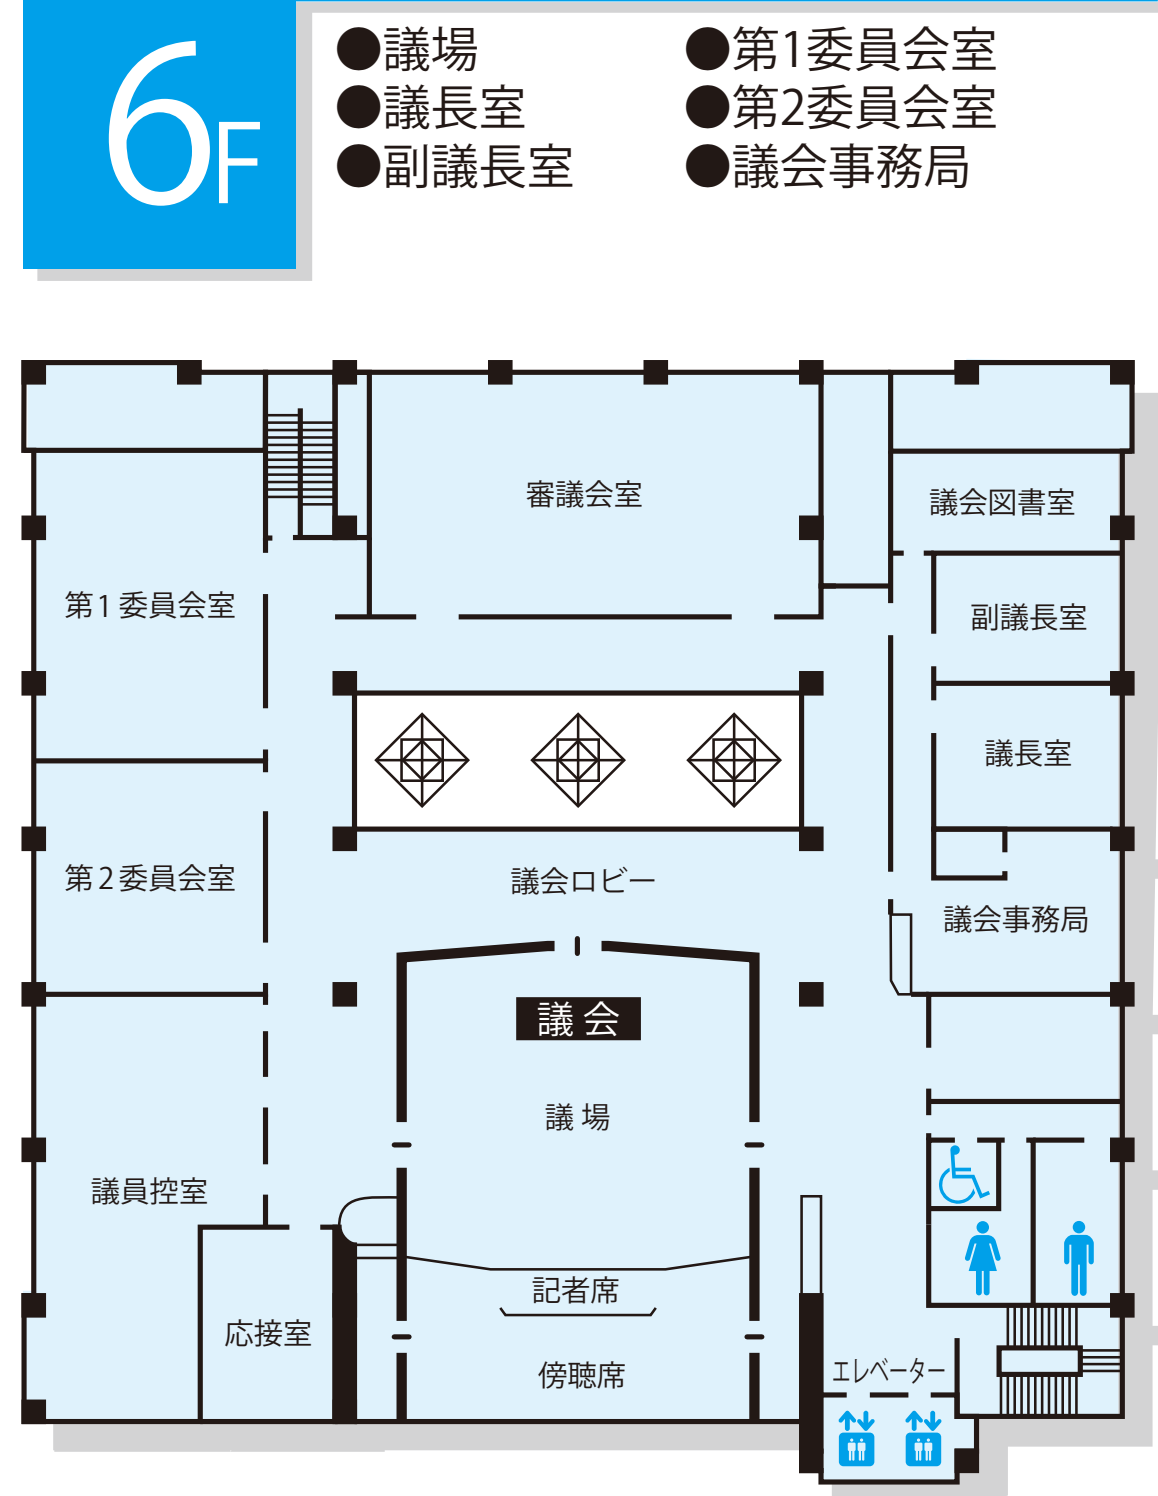 6F
●議場
●議長室
●副議長室
●第1委員会室
●第2委員会室
●議会事務局
審議会室
議会図書室
第1委員会室
副議長室
議長室
第2委員会室
議会ロビー
議会事務局
議会
議場
議員控室
記者席
応接室
傍聴席
エレベーター